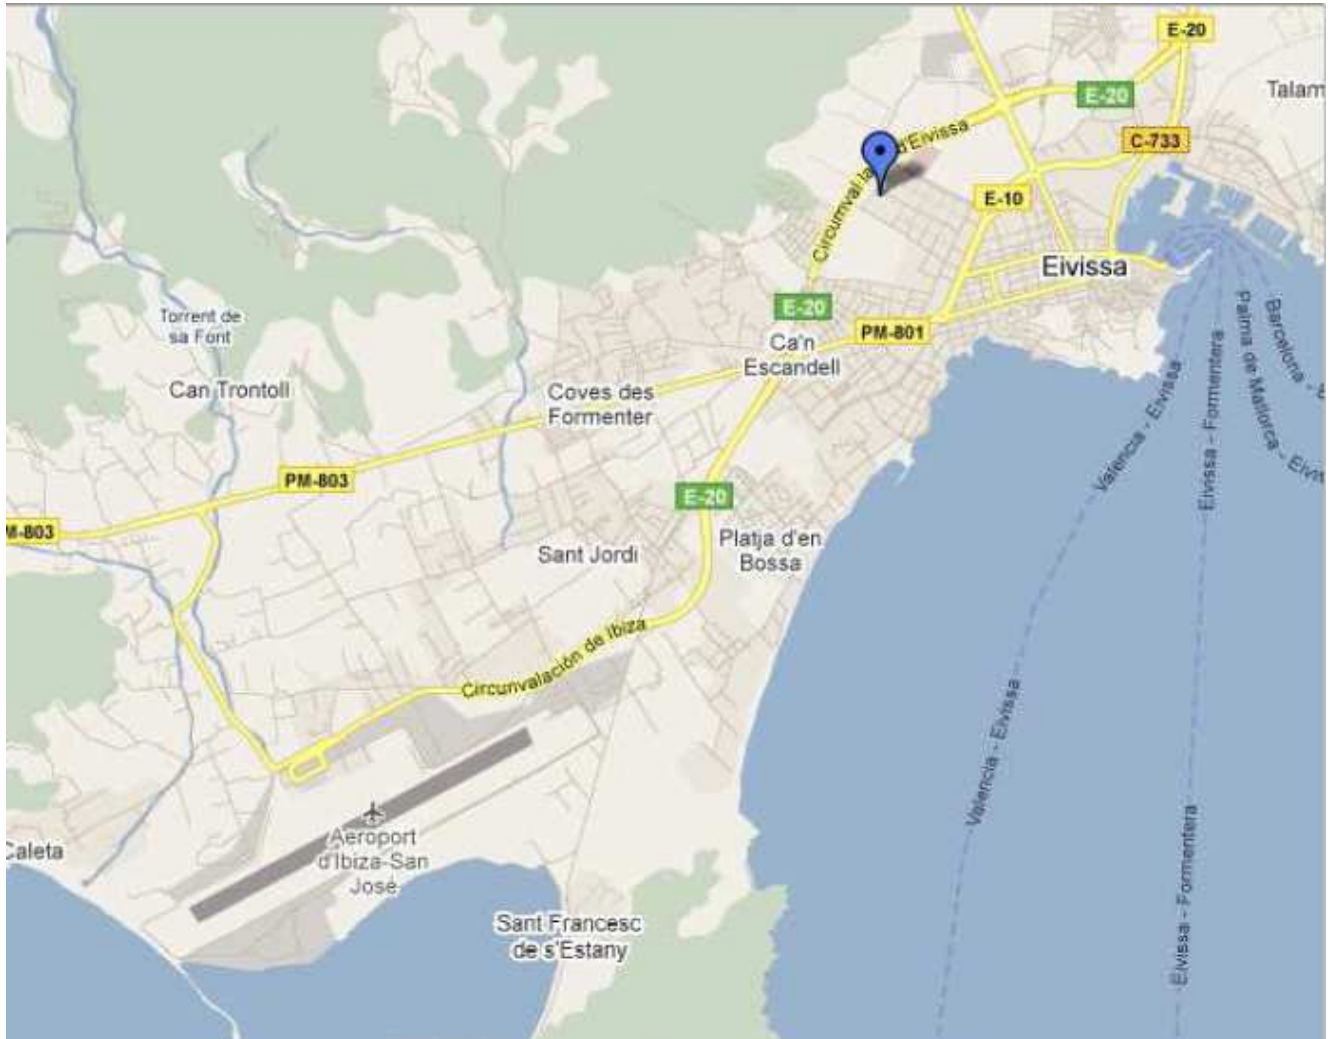 E-20
E-20
Talam
C-733
d'Eivissa
Circumval·la
E-10
Eivissa
E-20
PM-801
Ca'n
Escandell
Torrent de
sa Font
Can Trontoll
Coves des
Formenter
PM-803
M-803
E-20
Sant Jordi
Platja d'en
Bossa
Circunvalación de Ibiza
Aeroport
d'Ibiza-San
José
Caleta
Sant Francesc
de s'Estany
Valencia - Eivissa
Eivissa - Formentera
Palma de Mallorca - Eivis
Barcelona - E
Valencia - Eivissa
Eivissa - Formentera